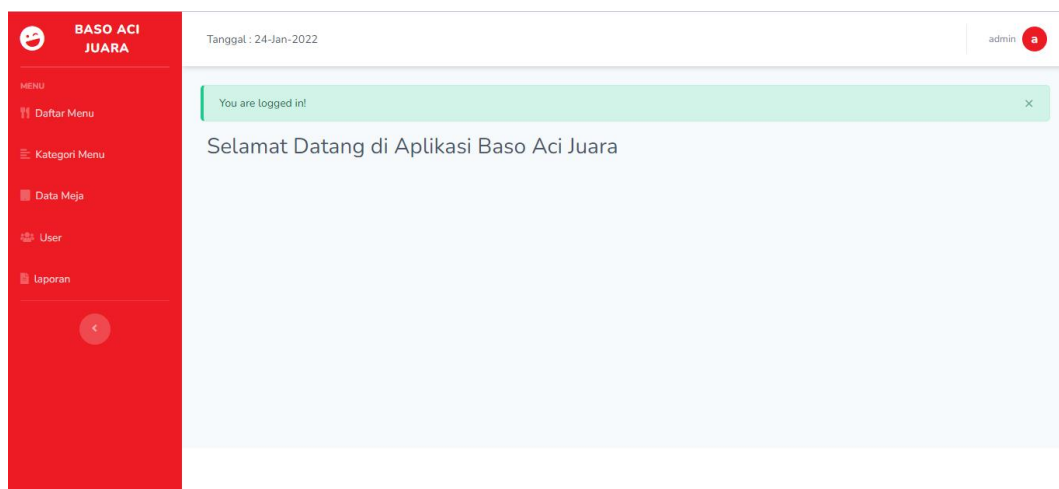 BASO ACI
JUARA
Tanggal : 24-Jan-2022
admin
a
MENU
Daftar Menu
Kategori Menu
Data Meja
User
laporan
You are logged in!
Selamat Datang di Aplikasi Baso Aci Juara